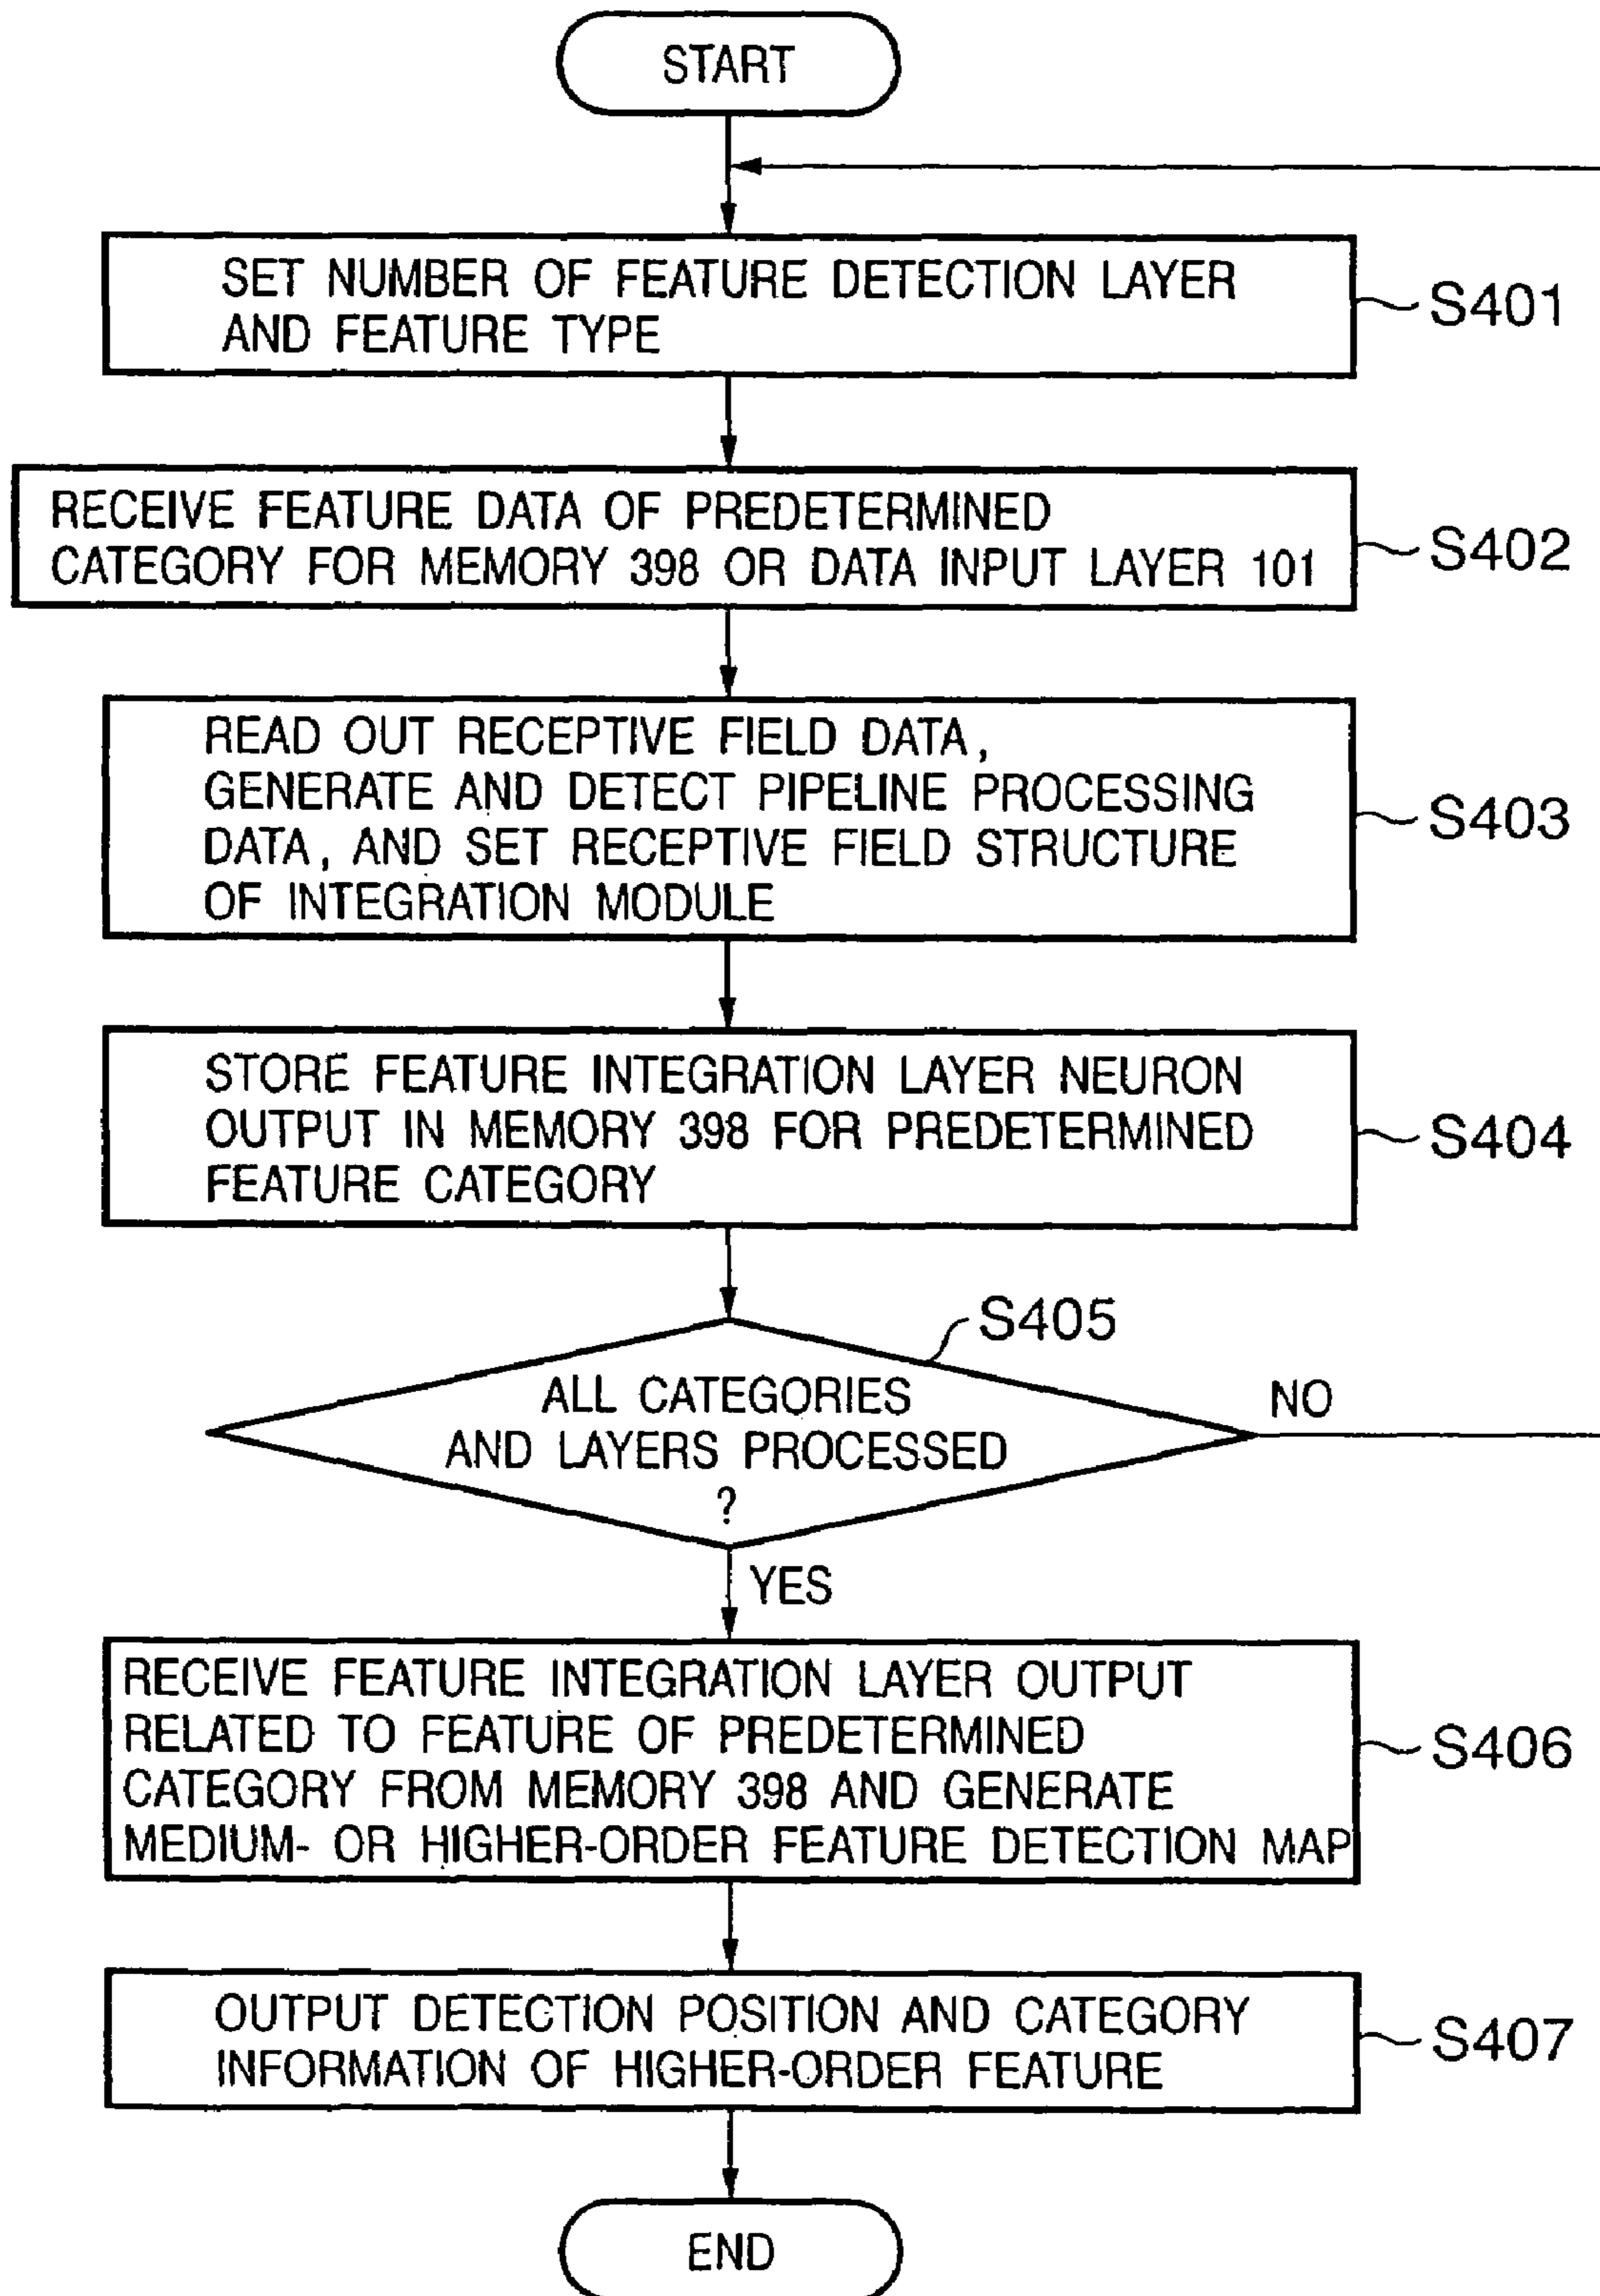 START
SET NUMBER OF FEATURE DETECTION LAYER
AND FEATURE TYPE
S401
RECEIVE FEATURE DATA OF PREDETERMINED
CATEGORY FOR MEMORY 398 OR DATA INPUT LAYER 101
S402
READ OUT RECEPTIVE FIELD DATA,
GENERATE AND DETECT PIPELINE PROCESSING
DATA, AND SET RECEPTIVE FIELD STRUCTURE
OF INTEGRATION MODULE
S403
STORE FEATURE INTEGRATION LAYER NEURON
OUTPUT IN MEMORY 398 FOR PREDETERMINED
FEATURE CATEGORY
S404
S405
ALL CATEGORIES
AND LAYERS PROCESSED
?
NO
YES
RECEIVE FEATURE INTEGRATION LAYER OUTPUT
RELATED TO FEATURE OF PREDETERMINED
CATEGORY FROM MEMORY 398 AND GENERATE
MEDIUM- OR HIGHER-ORDER FEATURE DETECTION MAP
S406
OUTPUT DETECTION POSITION AND CATEGORY
INFORMATION OF HIGHER-ORDER FEATURE
S407
END